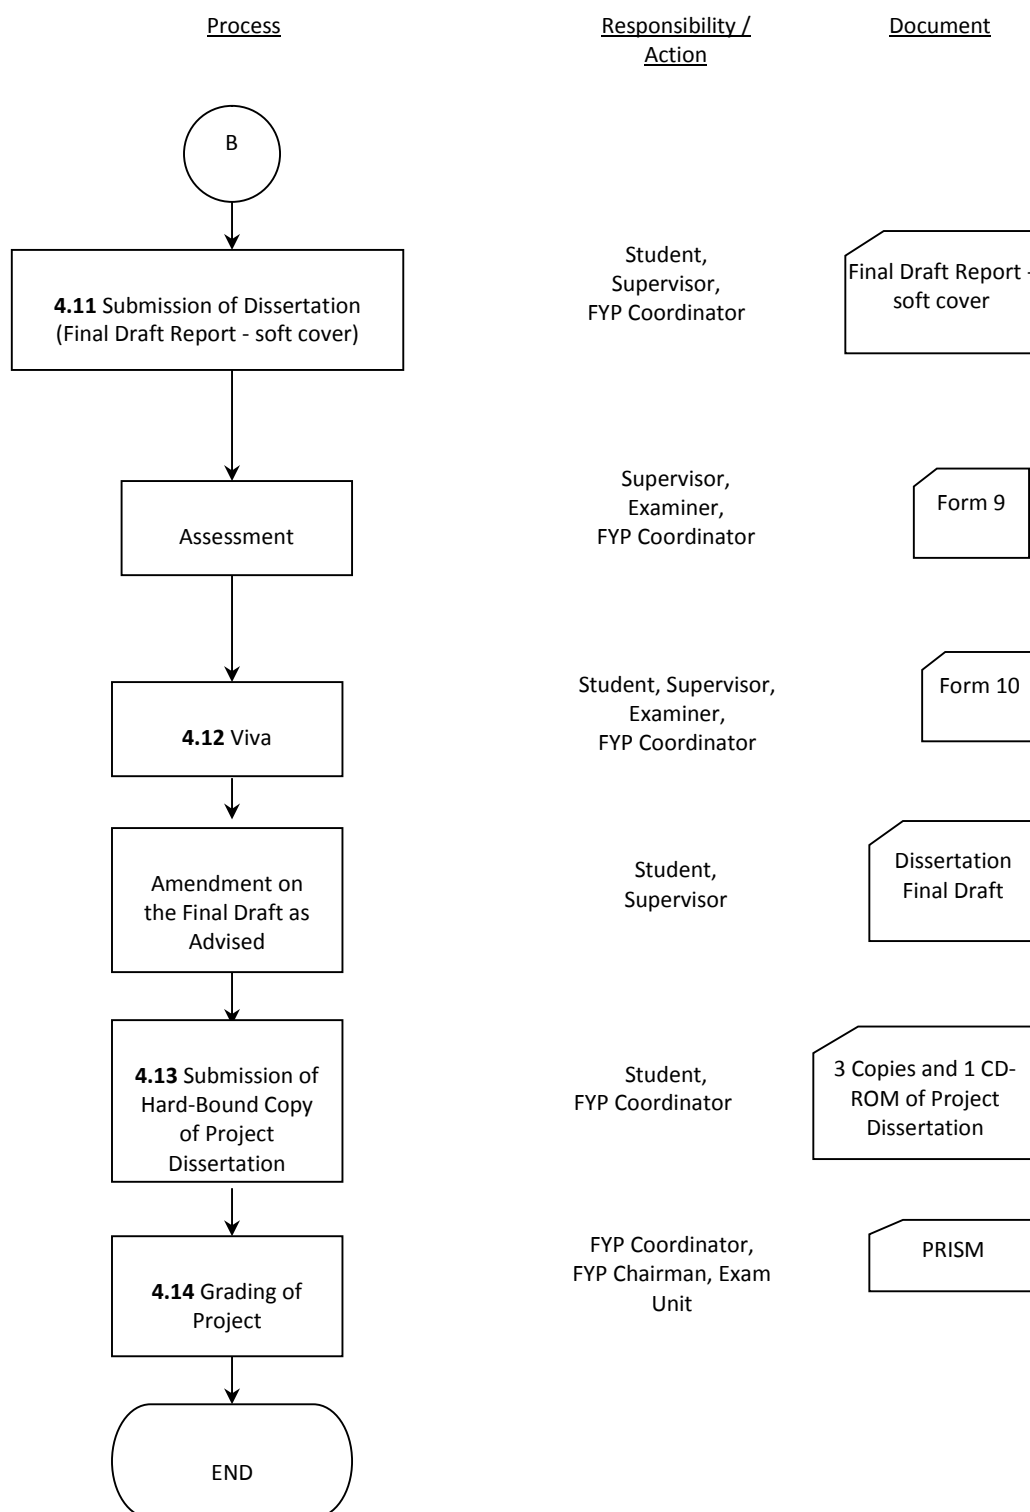 Process
Responsibility /
Action
Document
B
4.11 Submission of Dissertation
(Final Draft Report - soft cover)
Student,
Supervisor,
FYP Coordinator
Final Draft Report -
soft cover
Assessment
Supervisor,
Examiner,
FYP Coordinator
Form 9
4.12 Viva
Student, Supervisor,
Examiner,
FYP Coordinator
Form 10
Amendment on
the Final Draft as
Advised
Student,
Supervisor
Dissertation
Final Draft
4.13 Submission of
Hard-Bound Copy
of Project
Dissertation
Student,
FYP Coordinator
3 Copies and 1 CD-
ROM of Project
Dissertation
4.14 Grading of
Project
FYP Coordinator,
FYP Chairman, Exam
Unit
PRISM
END